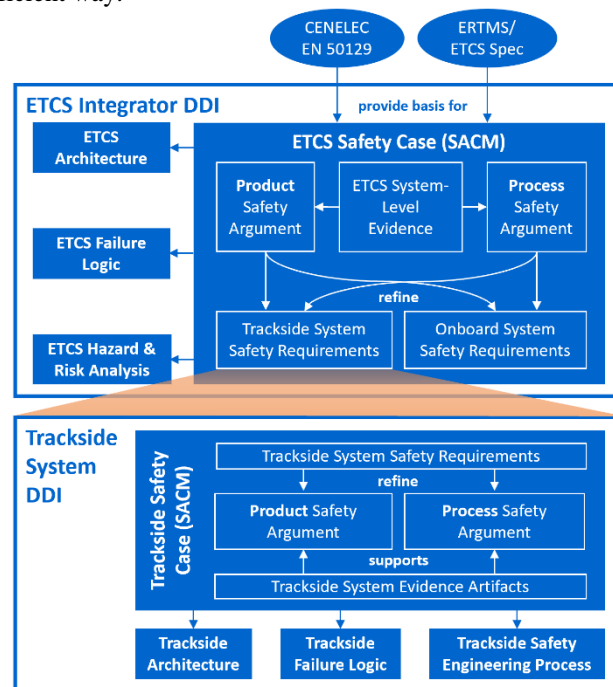 CENELEC
EN 50129
ERTMS/
ETCS Spec
ETCS Integrator DDI
provide basis for
ETCS Safety Case (SACM)
ETCS
Architecture
Product
Safety
Argument
ETCS System-
Level
Evidence
Process
Safety
Argument
ETCS Failure
Logic
refine
Trackside System
Safety Requirements
Onboard System
Safety Requirements
ETCS Hazard &
Risk Analysis
Trackside
System
DDI
Trackside Safety
Case (SACM)
Trackside System Safety Requirements
refine
Product Safety
Argument
Process Safety
Argument
supports
Trackside System Evidence Artifacts
Trackside
Architecture
Trackside
Failure Logic
Trackside Safety
Engineering Process